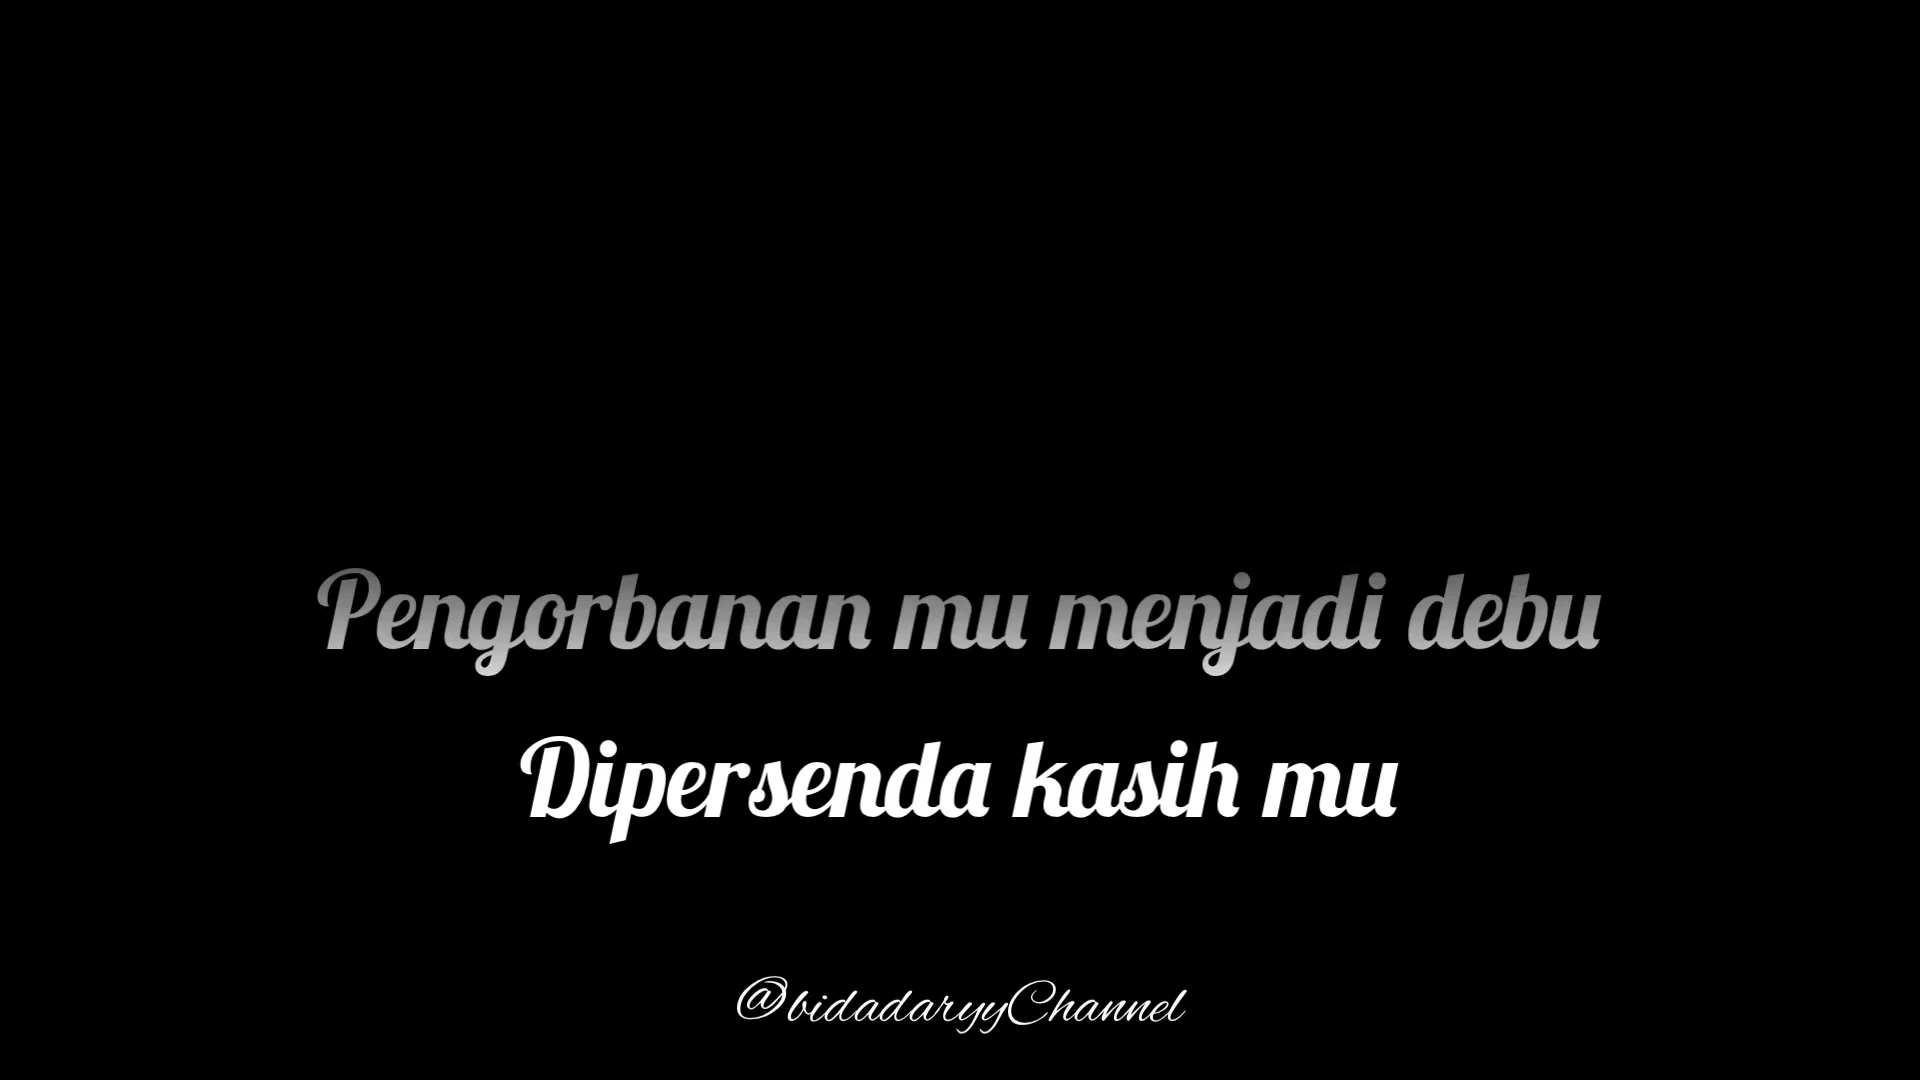 Pengorbanan mu menjadi debu
Dipersenda kasih mu
@bidadaryyChannel